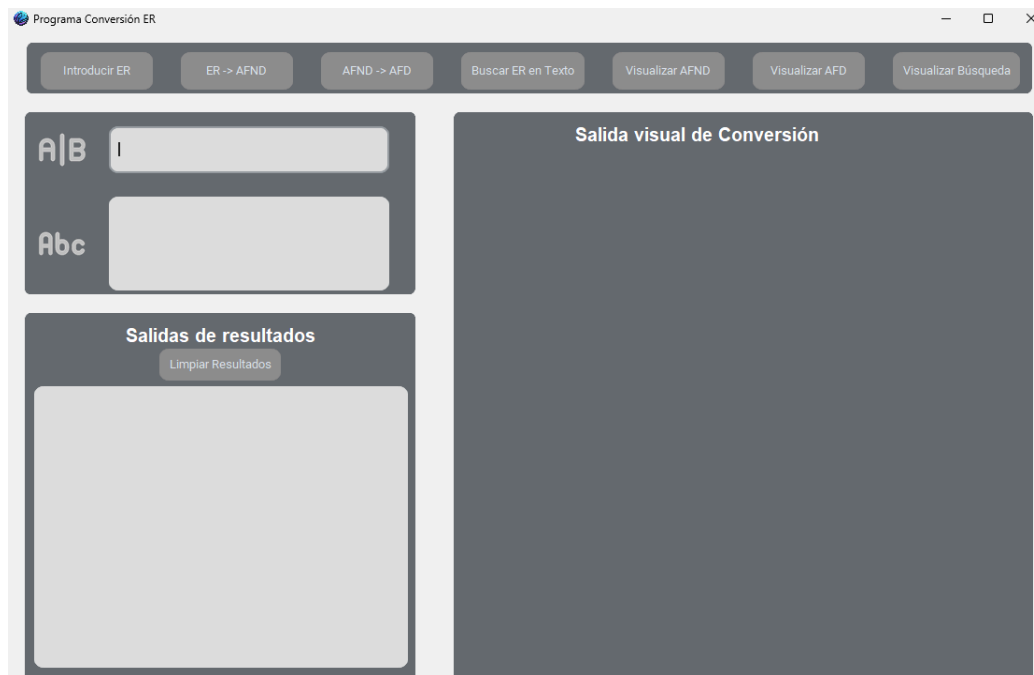 Programa Conversión ER
Introducir ER
ER -> AFND
AFND -> AFD
Buscar ER en Texto
Visualizar AFND
Visualizar AFD
Visualizar Búsqueda
A|B
Abc
Salidas de resultados
Limpiar Resultados
Salida visual de Conversión